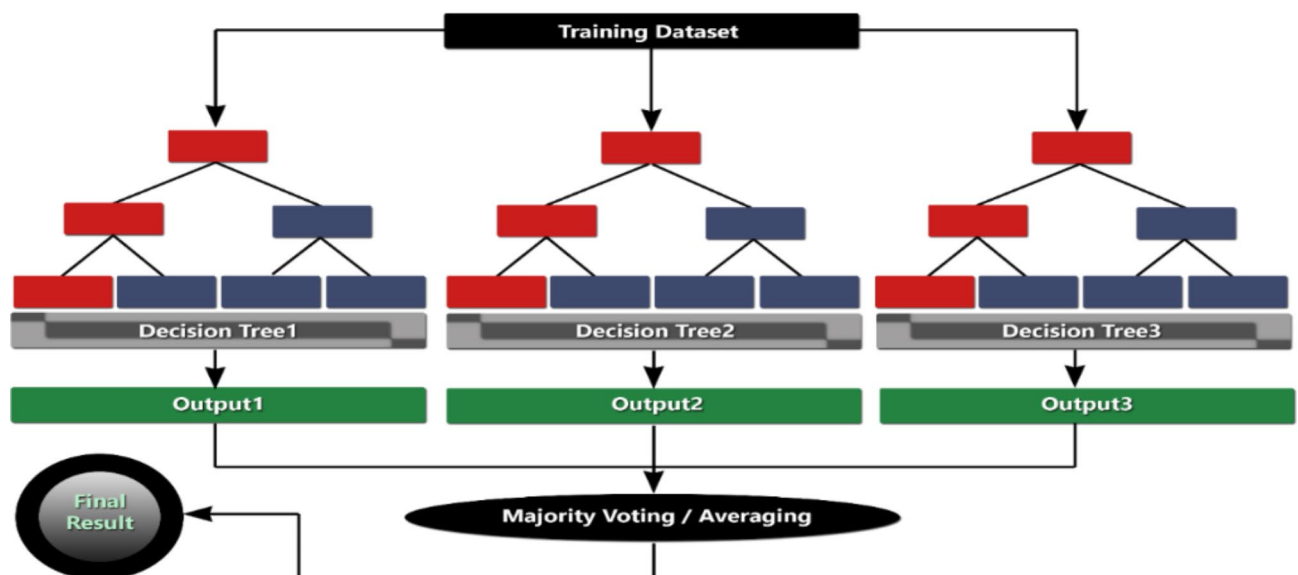 Training Dataset
Decision Tree1
Decision Tree2
Decision Tree3
Output1
Output2
Output3
Majority Voting / Averaging
Final
Result